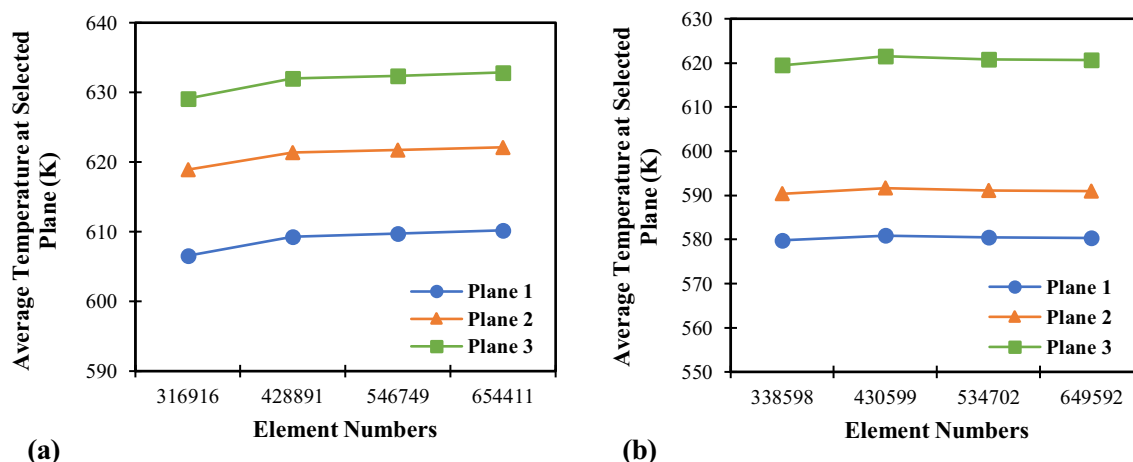 Average Temperature at Selected
Plane (K)
640
630
620
610
600
590
Plane 1
Plane 2
Plane 3
316916 428891 546749 654411
Element Numbers
(a)
Average Temperature at Selected
Plane (K)
630
620
610
600
590
580
570
560
550
Plane 1
Plane 2
Plane 3
338598 430599 534702 649592
Element Numbers
(b)